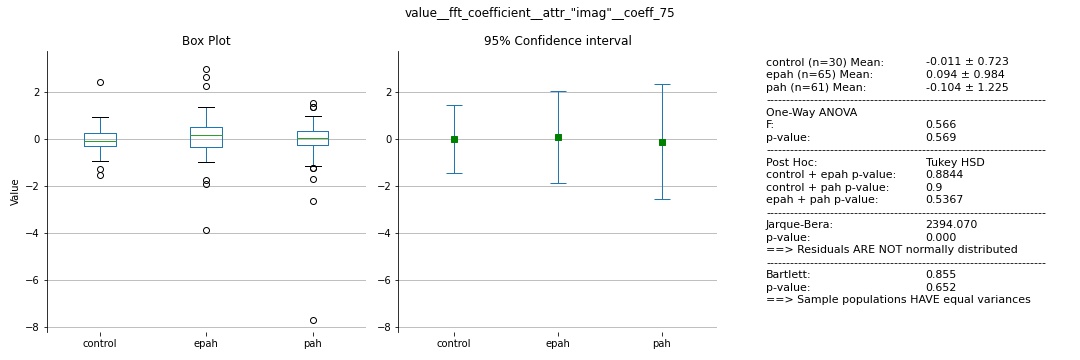 value__fft_coefficient__attr_"imag"__coeff_75
Box Plot
95% Confidence interval
Value
2
0
−2
−4
−6
−8
control
epah
pah
2
0
−2
−4
−6
−8
control
epah
pah
control (n=30) Mean: -0.011 ± 0.723
epah (n=65) Mean: 0.094 ± 0.984
pah (n=61) Mean: -0.104 ± 1.225
One-Way ANOVA
F: 0.566
p-value: 0.569
Post Hoc: Tukey HSD
control + epah p-value: 0.8844
control + pah p-value: 0.9
epah + pah p-value: 0.5367
Jarque-Bera: 2394.070
p-value: 0.000
==> Residuals ARE NOT normally distributed
Bartlett: 0.855
p-value: 0.652
==> Sample populations HAVE equal variances